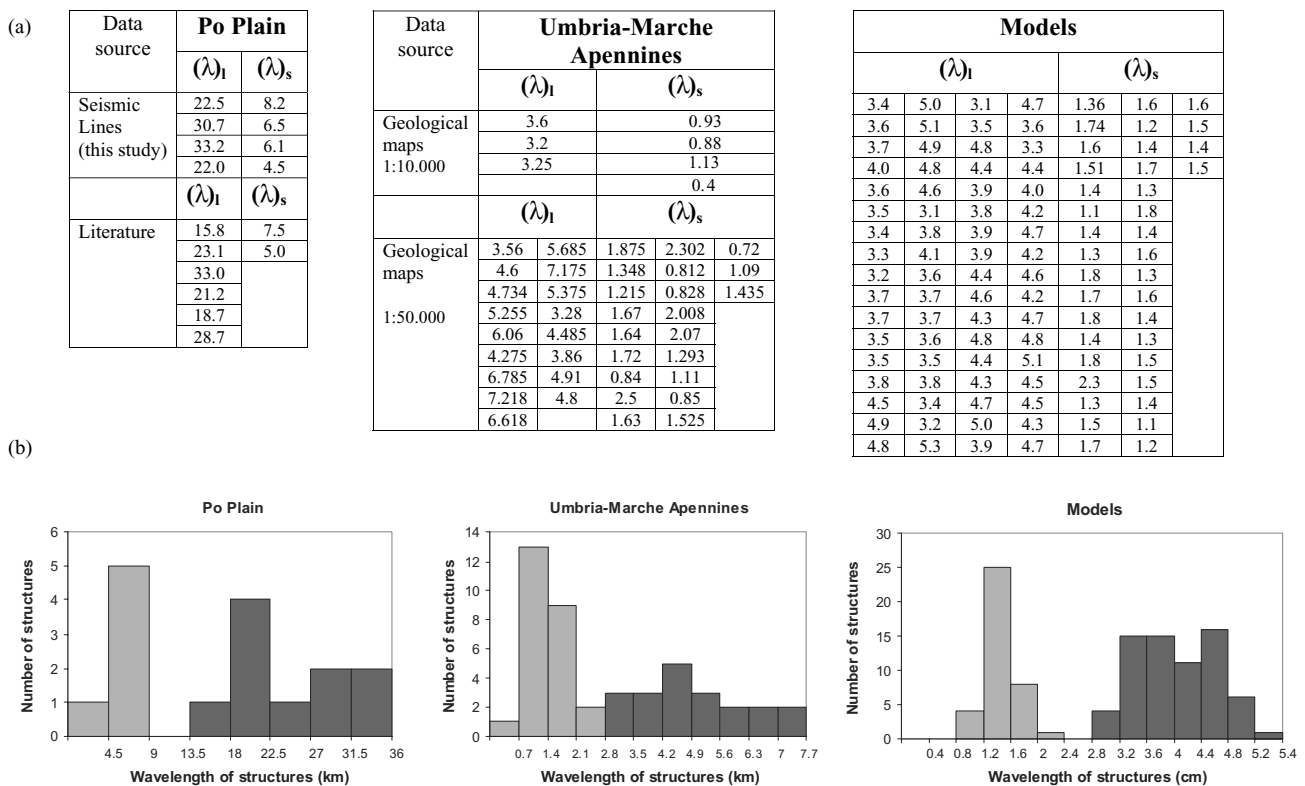 (a)
Data source Po Plain
(λ)l (λ)s
Seismic Lines (this study) 22.5 8.2
30.7 6.5
33.2 6.1
22.0 4.5
(λ)l (λ)s
Literature 15.8 7.5
23.1 5.0
33.0
21.2
18.7
28.7
Data source Umbria-Marche Apennines
(λ)l (λ)s
Geological maps 1:10.000 3.6 0.93
3.2 0.88
3.25 1.13
0.4
(λ)l (λ)s
Geological maps 1:50.000 3.56 5.685 1.875 2.302 0.72
4.6 7.175 1.348 0.812 1.09
4.734 5.375 1.215 0.828 1.435
5.255 3.28 1.67 2.008
6.06 4.485 1.64 2.07
4.275 3.86 1.72 1.293
6.785 4.91 0.84 1.11
7.218 4.8 2.5 0.85
6.618 1.63 1.525
Models
(λ)l (λ)s
3.4 5.0 3.1 4.7 1.36 1.6 1.6
3.6 5.1 3.5 3.6 1.74 1.2 1.5
3.7 4.9 4.8 3.3 1.6 1.4 1.4
4.0 4.8 4.4 4.4 1.51 1.7 1.5
3.6 4.6 3.9 4.0 1.4 1.3
3.5 3.1 3.8 4.2 1.1 1.8
3.4 3.8 3.9 4.7 1.4 1.4
3.3 4.1 3.9 4.2 1.3 1.6
3.2 3.6 4.4 4.6 1.8 1.3
3.7 3.7 4.6 4.2 1.7 1.6
3.7 3.7 4.3 4.7 1.8 1.4
3.5 3.6 4.8 4.8 1.4 1.3
3.5 3.5 4.4 5.1 1.8 1.5
3.8 3.8 4.3 4.5 2.3 1.5
4.5 3.4 4.7 4.5 1.3 1.4
4.9 3.2 5.0 4.3 1.5 1.1
4.8 5.3 3.9 4.7 1.7 1.2
(b)
Po Plain
Number of structures
6
5
4
3
2
1
0
4.5 9 13.5 18 22.5 27 31.5 36
Wavelength of structures (km)
Umbria-Marche Apennines
Number of structures
14
12
10
8
6
4
2
0
0.7 1.4 2.1 2.8 3.5 4.2 4.9 5.6 6.3 7 7.7
Wavelength of structures (km)
Models
Number of structures
30
25
20
15
10
5
0
0.4 0.8 1.2 1.6 2 2.4 2.8 3.2 3.6 4 4.4 4.8 5.2 5.4
Wavelength of structures (cm)